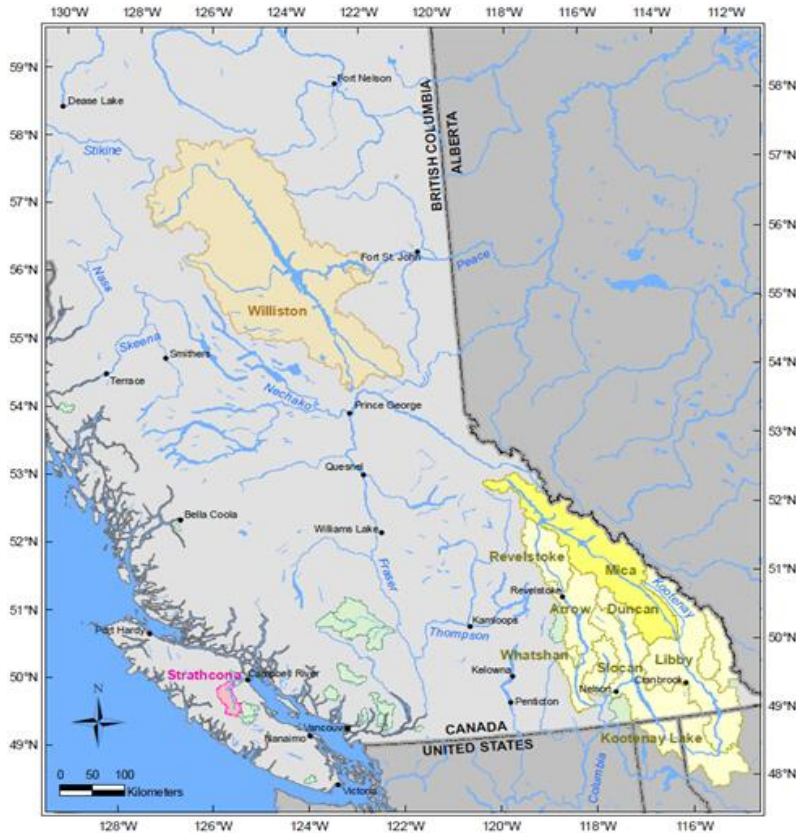 130°W 128°W 126°W 124°W 122°W 120°W 118°W 116°W 114°W 112°W
59°N
58°N
57°N
56°N
55°N
54°N
53°N
52°N
51°N
50°N
49°N
58°N
57°N
56°N
55°N
54°N
53°N
52°N
51°N
50°N
49°N
48°N
Fort Nelson
Dease Lake
Stikine
BRITISH COLUMBIA
ALBERTA
Fort St. John
Peace
Nass
Williston
Skeena
Smithers
Terrace
Nechako
Prince George
Quesnel
Bella Coola
Williams Lake
Fraser
Revelstoke
Mica
Kootenay
Revelstoke
Arrow
Duncan
Port Hardy
Kamloops
Thompson
Whatshan
Slocan
Libby
Strathcona
Campbell River
Kelowna
Cranbrook
Nelson
Penticton
N
Vancouver
CANADA
UNITED STATES
Kootenay Lake
Nanaimo
Columbia
0 50 100
Kilometers
Victoria
128°W 126°W 124°W 122°W 120°W 118°W 116°W